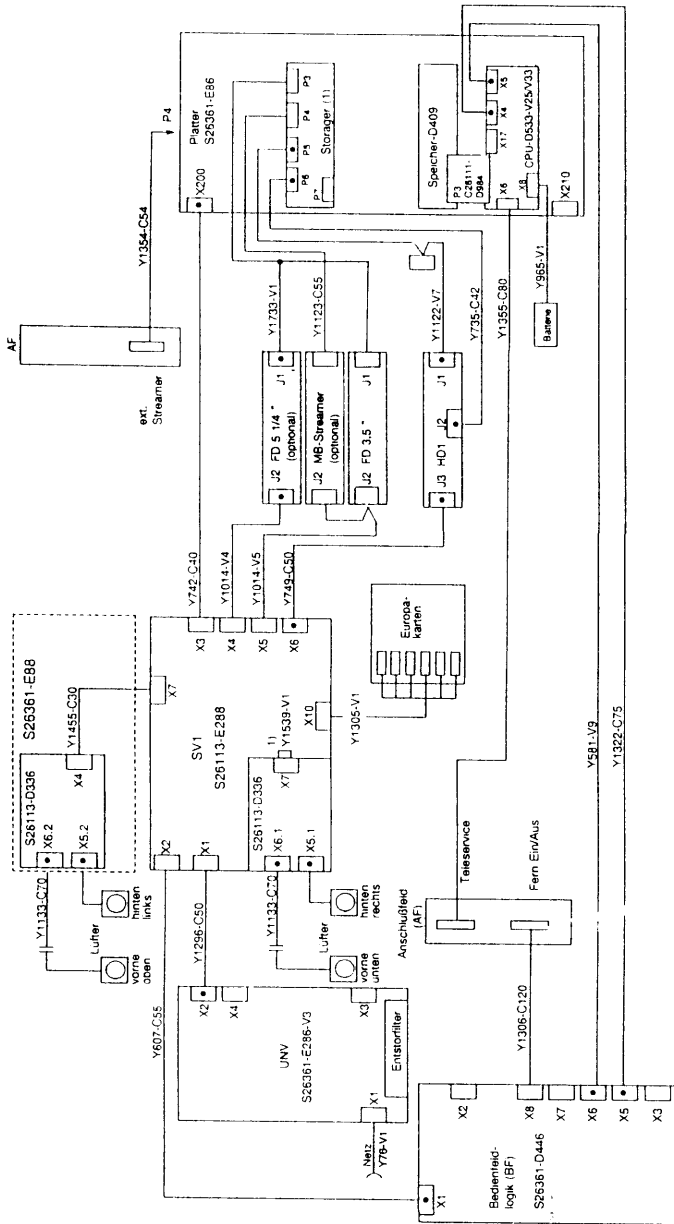 AF
ext.
Streamer
Y1354-C54
P4
Platter
S26361-E86
X200
P3
P4
P5
P6
P7
Storager (1)
Speicher-D409
P3
C26111-
D984
X5
X4
X17
X6
X8
CPU-D533-V25/V33
X210
Y965-V1
Batterie
Y1733-V1
Y1123-C55
Y1122-V7
Y735-C42
Y1355-C80
J2
FD 5 1/4 "
(optional)
J1
J2
MB-Streamer
(optional)
J2
FD 3.5 "
J1
J3
HD1
J2
J1
Y742-C40
Y1014-V4
Y1014-V5
Y749-C50
S26361-E88
S26113-D336
X6.2
X5.2
X4
Y1455-C30
Y1133-C70
Lüfter
vorne
oben
hinten
links
X7
X3
X4
X5
X6
X2
X1
SV1
S26113-E288
S26113-D336
X7
1)
Y1539-V1
X10
X6.1
X5.1
Y1305-V1
Europa-
karten
Y607-C55
Y1296-C50
Y1133-C70
Lüfter
vorne
unten
hinten
rechts
X2
X4
X3
UNV
S26361-E286-V3
Entstörfilter
X1
Netz
Y76-V1
Anschlußfeld
(AF)
Teleservice
Fern Ein/Aus
Y1306-C120
Y581-V9
Y1322-C75
X1
Bedienfeld-
logik (BF)
S26361-D446
X2
X8
X7
X6
X5
X3